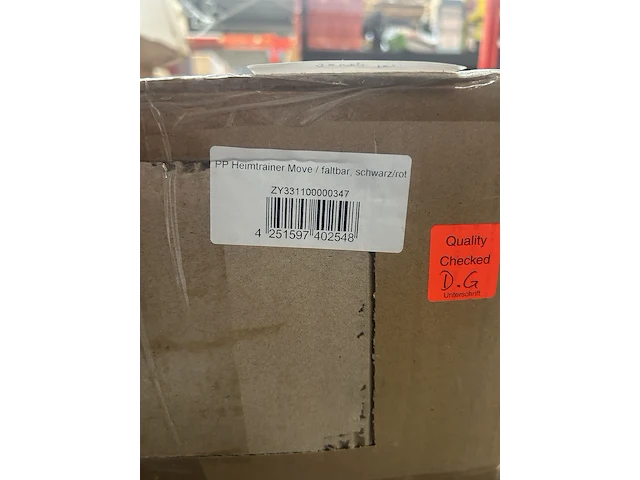 PP Heimtrainer Move / faltbar, schwarz/rot
ZY331100000347
4 251597 402548
Quality
Checked
D.G
Unterschrift